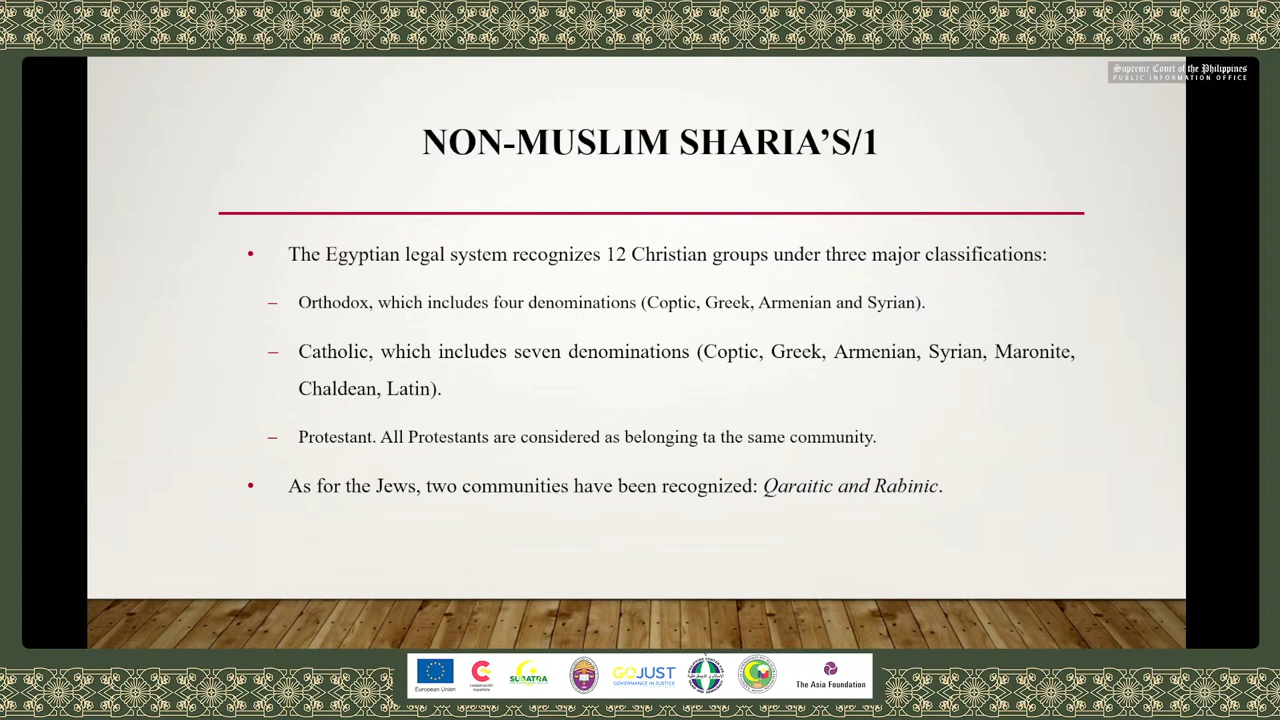 Supreme Court of the Philippines
PUBLIC INFORMATION OFFICE
NON-MUSLIM SHARIA’S/1
• The Egyptian legal system recognizes 12 Christian groups under three major classifications:
– Orthodox, which includes four denominations (Coptic, Greek, Armenian and Syrian).
– Catholic, which includes seven denominations (Coptic, Greek, Armenian, Syrian, Maronite,
Chaldean, Latin).
– Protestant. All Protestants are considered as belonging ta the same community.
• As for the Jews, two communities have been recognized: Qaraitic and Rabinic.
European Union
cooperación
española
SUBATRA
GOJUST
GOVERNANCE IN JUSTICE
The Asia Foundation